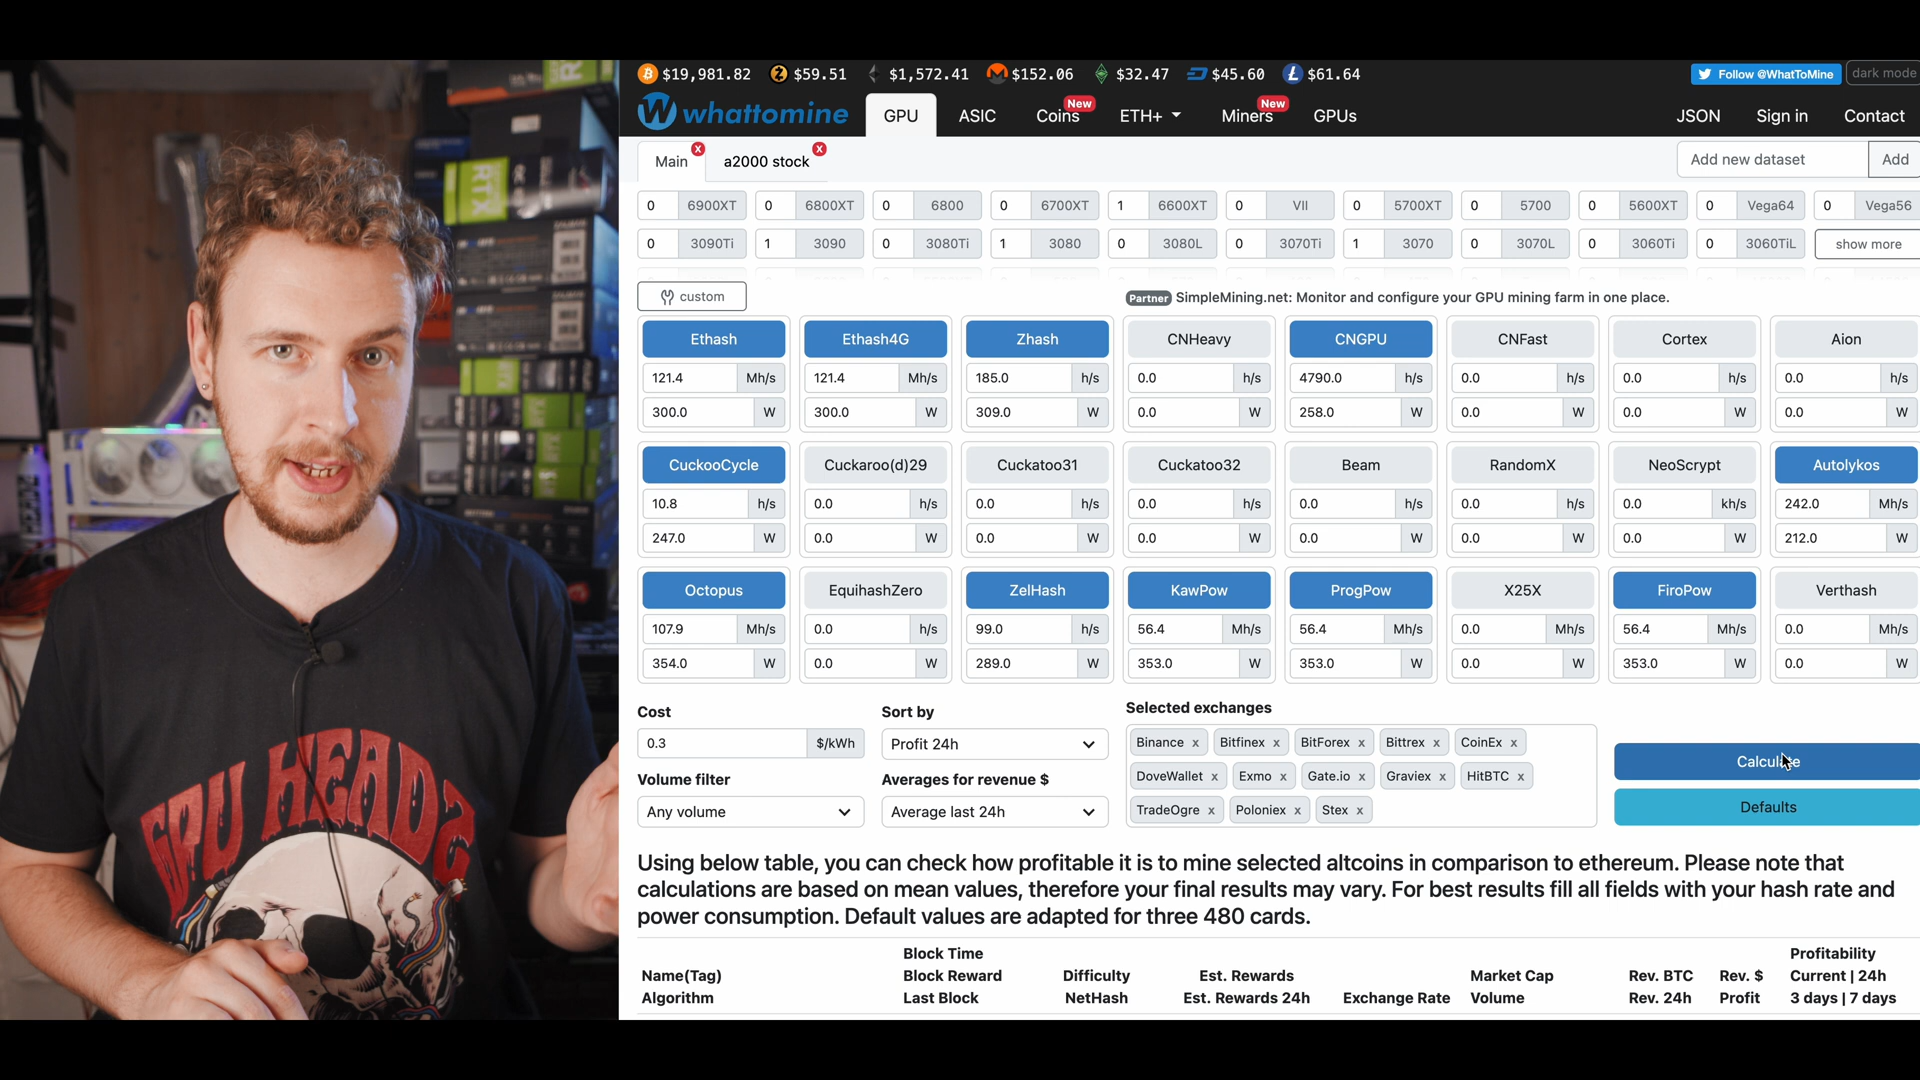 $19,981.82 $59.51 $1,572.41 $152.06 $32.47 $45.60 $61.64 Follow @WhatToMine dark mode
whattomine GPU ASIC Coins New ETH+ Miners New GPUs JSON Sign in Contact
Main x a2000 stock x Add new dataset Add
0 6900XT 0 6800XT 0 6800 0 6700XT 1 6600XT 0 VII 0 5700XT 0 5700 0 5600XT 0 Vega64 0 Vega56
0 3090Ti 1 3090 0 3080Ti 1 3080 0 3080L 0 3070Ti 1 3070 0 3070L 0 3060Ti 0 3060TiL show more
custom Partner SimpleMining.net: Monitor and configure your GPU mining farm in one place.
Ethash Ethash4G Zhash CNHeavy CNGPU CNFast Cortex Aion
121.4 Mh/s 121.4 Mh/s 185.0 h/s 0.0 h/s 4790.0 h/s 0.0 h/s 0.0 h/s 0.0 h/s
300.0 W 300.0 W 309.0 W 0.0 W 258.0 W 0.0 W 0.0 W 0.0 W
CuckooCycle Cuckaroo(d)29 Cuckatoo31 Cuckatoo32 Beam RandomX NeoScrypt Autolykos
10.8 h/s 0.0 h/s 0.0 h/s 0.0 h/s 0.0 h/s 0.0 h/s 0.0 kh/s 242.0 Mh/s
247.0 W 0.0 W 0.0 W 0.0 W 0.0 W 0.0 W 0.0 W 212.0 W
Octopus EquihashZero ZelHash KawPow ProgPow X25X FiroPow Verthash
107.9 Mh/s 0.0 h/s 99.0 h/s 56.4 Mh/s 56.4 Mh/s 0.0 Mh/s 56.4 Mh/s 0.0 Mh/s
354.0 W 0.0 W 289.0 W 353.0 W 353.0 W 0.0 W 353.0 W 0.0 W
Cost Sort by Selected exchanges
0.3 $/kWh Profit 24h Binance x Bitfinex x BitForex x Bittrex x CoinEx x
Volume filter Averages for revenue $ DoveWallet x Exmo x Gate.io x Graviex x HitBTC x
Any volume Average last 24h TradeOgre x Poloniex x Stex x
Calculate
Defaults
Using below table, you can check how profitable it is to mine selected altcoins in comparison to ethereum. Please note that
calculations are based on mean values, therefore your final results may vary. For best results fill all fields with your hash rate and
power consumption. Default values are adapted for three 480 cards.
Block Time Profitability
Name(Tag) Block Reward Difficulty Est. Rewards Market Cap Rev. BTC Rev. $ Current | 24h
Algorithm Last Block NetHash Est. Rewards 24h Exchange Rate Volume Rev. 24h Profit 3 days | 7 days
GPU HEADZ
RTX